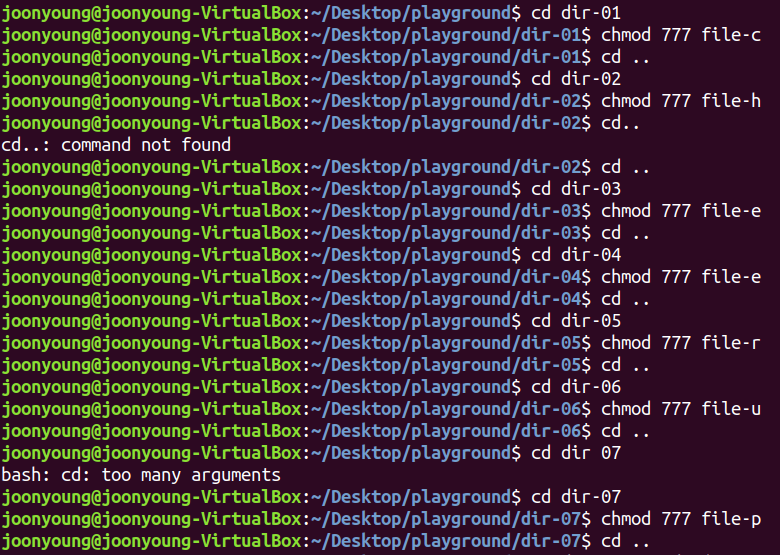 joonyoung@joonyoung-VirtualBox:~/Desktop/playground$ cd dir-01
joonyoung@joonyoung-VirtualBox:~/Desktop/playground/dir-01$ chmod 777 file-c
joonyoung@joonyoung-VirtualBox:~/Desktop/playground/dir-01$ cd ..
joonyoung@joonyoung-VirtualBox:~/Desktop/playground$ cd dir-02
joonyoung@joonyoung-VirtualBox:~/Desktop/playground/dir-02$ chmod 777 file-h
joonyoung@joonyoung-VirtualBox:~/Desktop/playground/dir-02$ cd..
cd..: command not found
joonyoung@joonyoung-VirtualBox:~/Desktop/playground/dir-02$ cd ..
joonyoung@joonyoung-VirtualBox:~/Desktop/playground$ cd dir-03
joonyoung@joonyoung-VirtualBox:~/Desktop/playground/dir-03$ chmod 777 file-e
joonyoung@joonyoung-VirtualBox:~/Desktop/playground/dir-03$ cd ..
joonyoung@joonyoung-VirtualBox:~/Desktop/playground$ cd dir-04
joonyoung@joonyoung-VirtualBox:~/Desktop/playground/dir-04$ chmod 777 file-e
joonyoung@joonyoung-VirtualBox:~/Desktop/playground/dir-04$ cd ..
joonyoung@joonyoung-VirtualBox:~/Desktop/playground$ cd dir-05
joonyoung@joonyoung-VirtualBox:~/Desktop/playground/dir-05$ chmod 777 file-r
joonyoung@joonyoung-VirtualBox:~/Desktop/playground/dir-05$ cd ..
joonyoung@joonyoung-VirtualBox:~/Desktop/playground$ cd dir-06
joonyoung@joonyoung-VirtualBox:~/Desktop/playground/dir-06$ chmod 777 file-u
joonyoung@joonyoung-VirtualBox:~/Desktop/playground/dir-06$ cd ..
joonyoung@joonyoung-VirtualBox:~/Desktop/playground$ cd dir 07
bash: cd: too many arguments
joonyoung@joonyoung-VirtualBox:~/Desktop/playground$ cd dir-07
joonyoung@joonyoung-VirtualBox:~/Desktop/playground/dir-07$ chmod 777 file-p
joonyoung@joonyoung-VirtualBox:~/Desktop/playground/dir-07$ cd ..